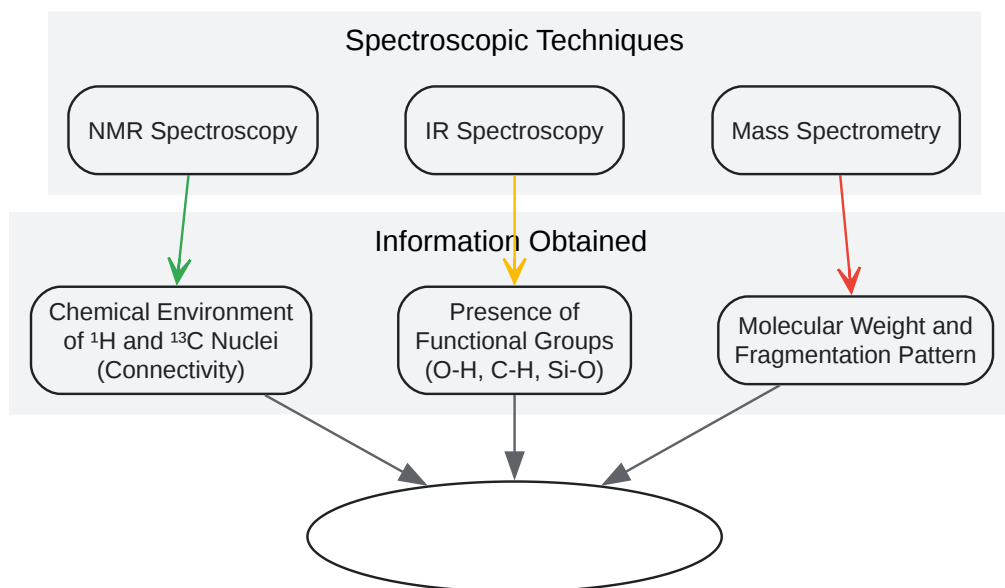 Spectroscopic Techniques
NMR Spectroscopy
IR Spectroscopy
Mass Spectrometry
Information Obtained
Chemical Environment
of ¹H and ¹³C Nuclei
(Connectivity)
Presence of
Functional Groups
(O-H, C-H, Si-O)
Molecular Weight and
Fragmentation Pattern